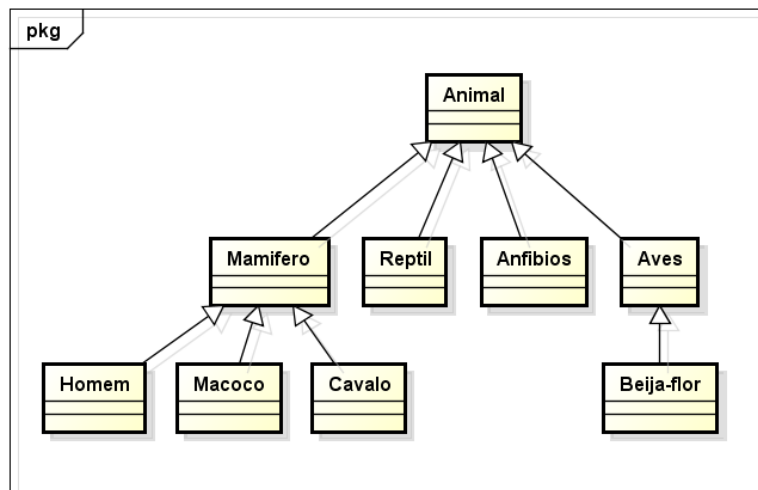 pkg
Animal
Mamifero
Reptil
Anfibios
Aves
Homem
Macoco
Cavalo
Beija-flor